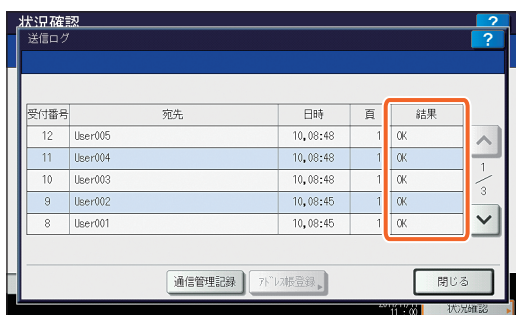 状況確認
?
送信ログ
?
受付番号 宛先 日時 頁 結果
12 User005 10,08:48 1 OK
11 User004 10,08:48 1 OK
10 User003 10,08:48 1 OK
9 User002 10,08:45 1 OK
8 User001 10,08:45 1 OK
1
3
通信管理記録 ｱﾄﾞﾚｽ帳登録 閉じる
11:00 状況確認